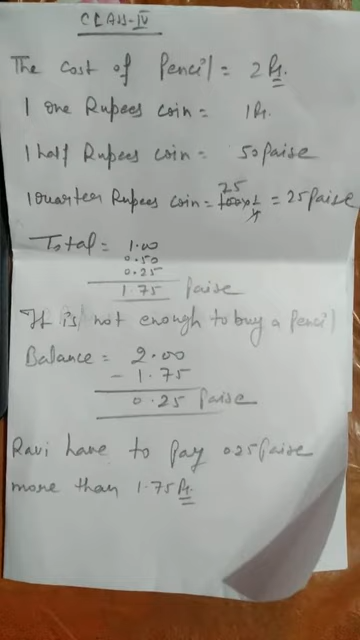 CLASS-IV
The Cost of Pencil = 2 Rs.
1 one Rupees coin = 1 Rs.
1 half Rupees coin = 50 paise
1 quarter Rupees coin = 25 100 x 1/4 = 25 Paise
Total = 1.00
0.50
0.25
1.75 Paise
It is not enough to buy a Pencil
Balance = 2.00
- 1.75
0.25 Paise
Ravi have to pay 025 Paise
more than 1.75 Rs.